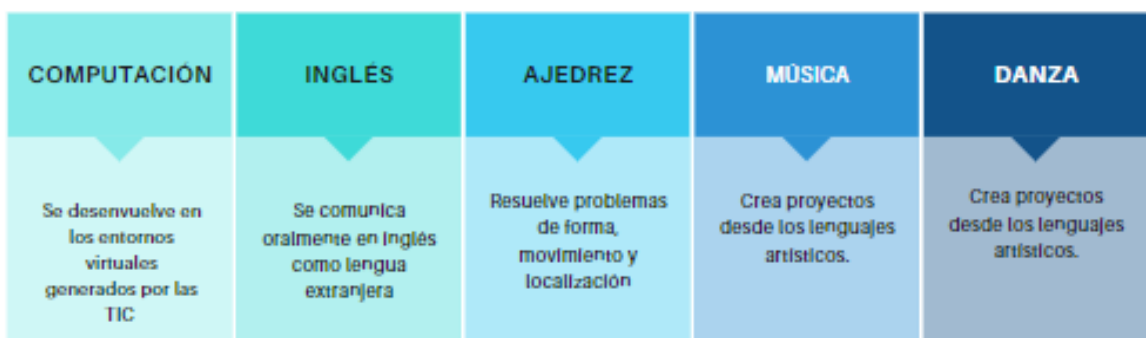 COMPUTACIÓN
Se desenvuelve en
los entornos
virtuales
generados por las
TIC
INGLÉS
Se comunica
oralmente en inglés
como lengua
extranjera
AJEDREZ
Resuelve problemas
de forma,
movimiento y
localización
MÚSICA
Crea proyectos
desde los lenguajes
artísticos.
DANZA
Crea proyectos
desde los lenguajes
artísticos.